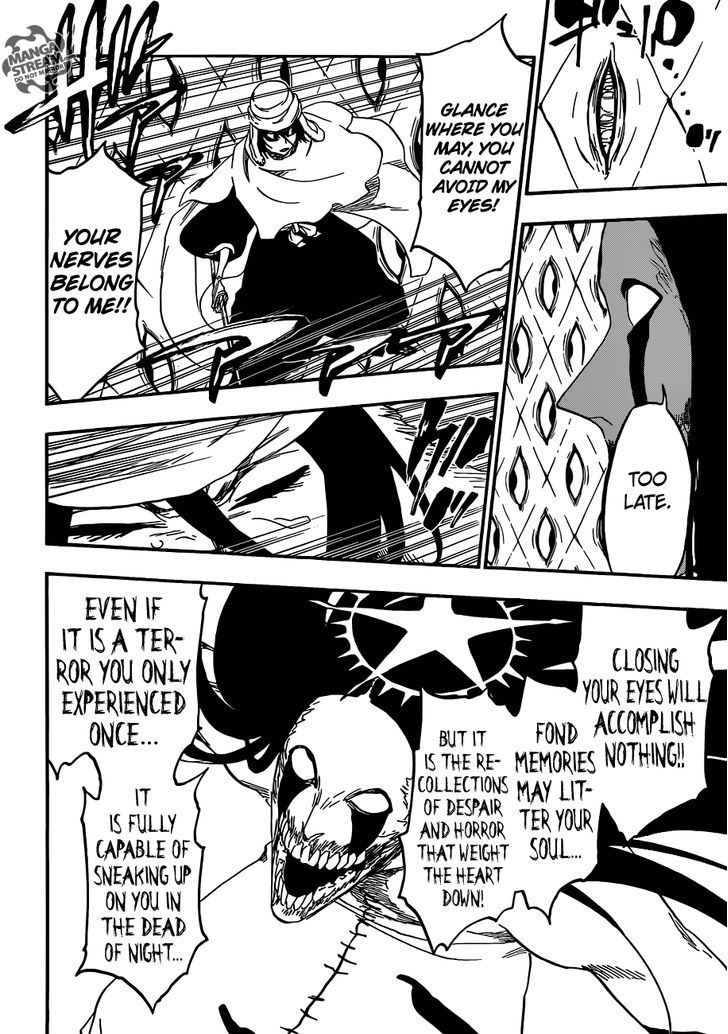 MANGA
STREAM
GLANCE
WHERE YOU
MAY, YOU
CANNOT
AVOID MY
EYES!
YOUR
NERVES
BELONG
TO ME!!
TOO
LATE.
CLOSING
YOUR EYES WILL
ACCOMPLISH
NOTHING!!
FOND
MEMORIES
MAY LIT-
TER YOUR
SOUL...
BUT IT
IS THE RE-
COLLECTIONS
OF DESPAIR
AND HORROR
THAT WEIGHT
THE HEART
DOWN!
EVEN IF
IT IS A TER-
ROR YOU ONLY
EXPERIENCED
ONCE...
IT
IS FULLY
CAPABLE OF
SNEAKING UP
ON YOU IN
THE DEAD
OF NIGHT...